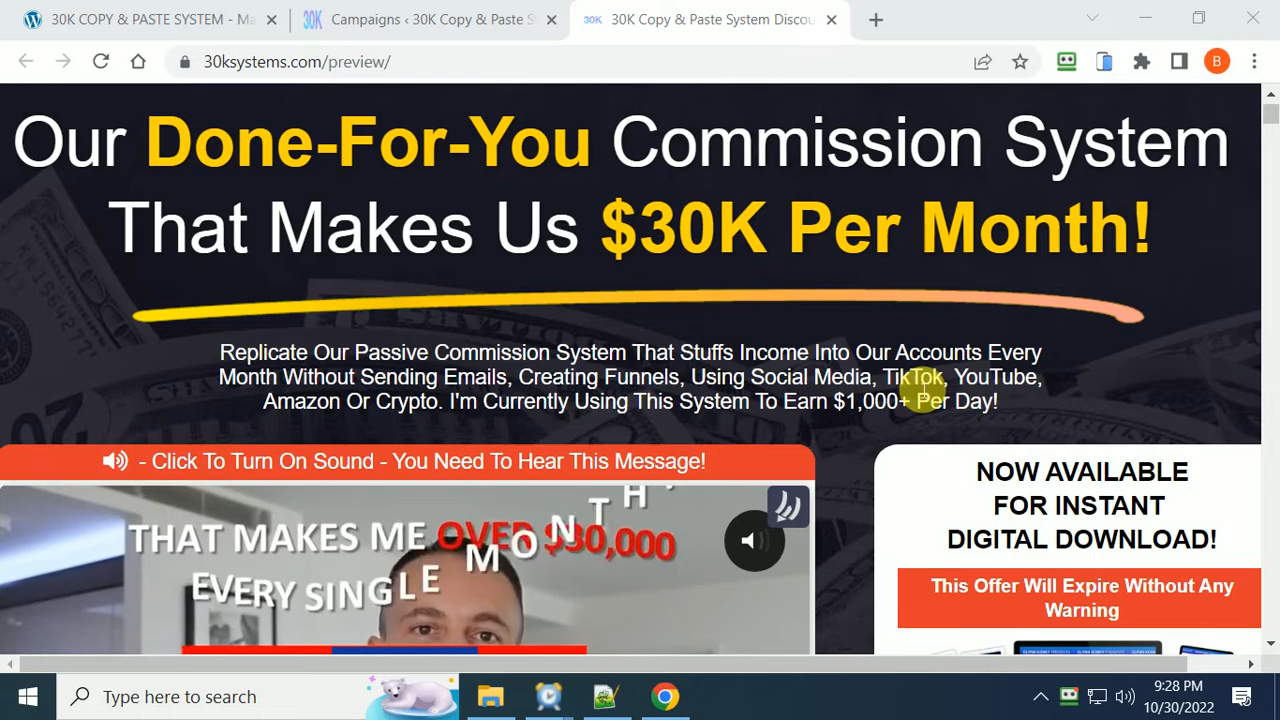 30K COPY & PASTE SYSTEM - Ma
Campaigns ‹ 30K Copy & Paste S
30K
30K Copy & Paste System Discou
30ksystems.com/preview/
B
Our Done-For-You Commission System
That Makes Us $30K Per Month!
Replicate Our Passive Commission System That Stuffs Income Into Our Accounts Every
Month Without Sending Emails, Creating Funnels, Using Social Media, TikTok, YouTube,
Amazon Or Crypto. I'm Currently Using This System To Earn $1,000+ Per Day!
- Click To Turn On Sound - You Need To Hear This Message!
THAT MAKES ME OVER $30,000
EVERY SINGLE MONTH
NOW AVAILABLE
FOR INSTANT
DIGITAL DOWNLOAD!
This Offer Will Expire Without Any
Warning
Type here to search
9:28 PM
10/30/2022